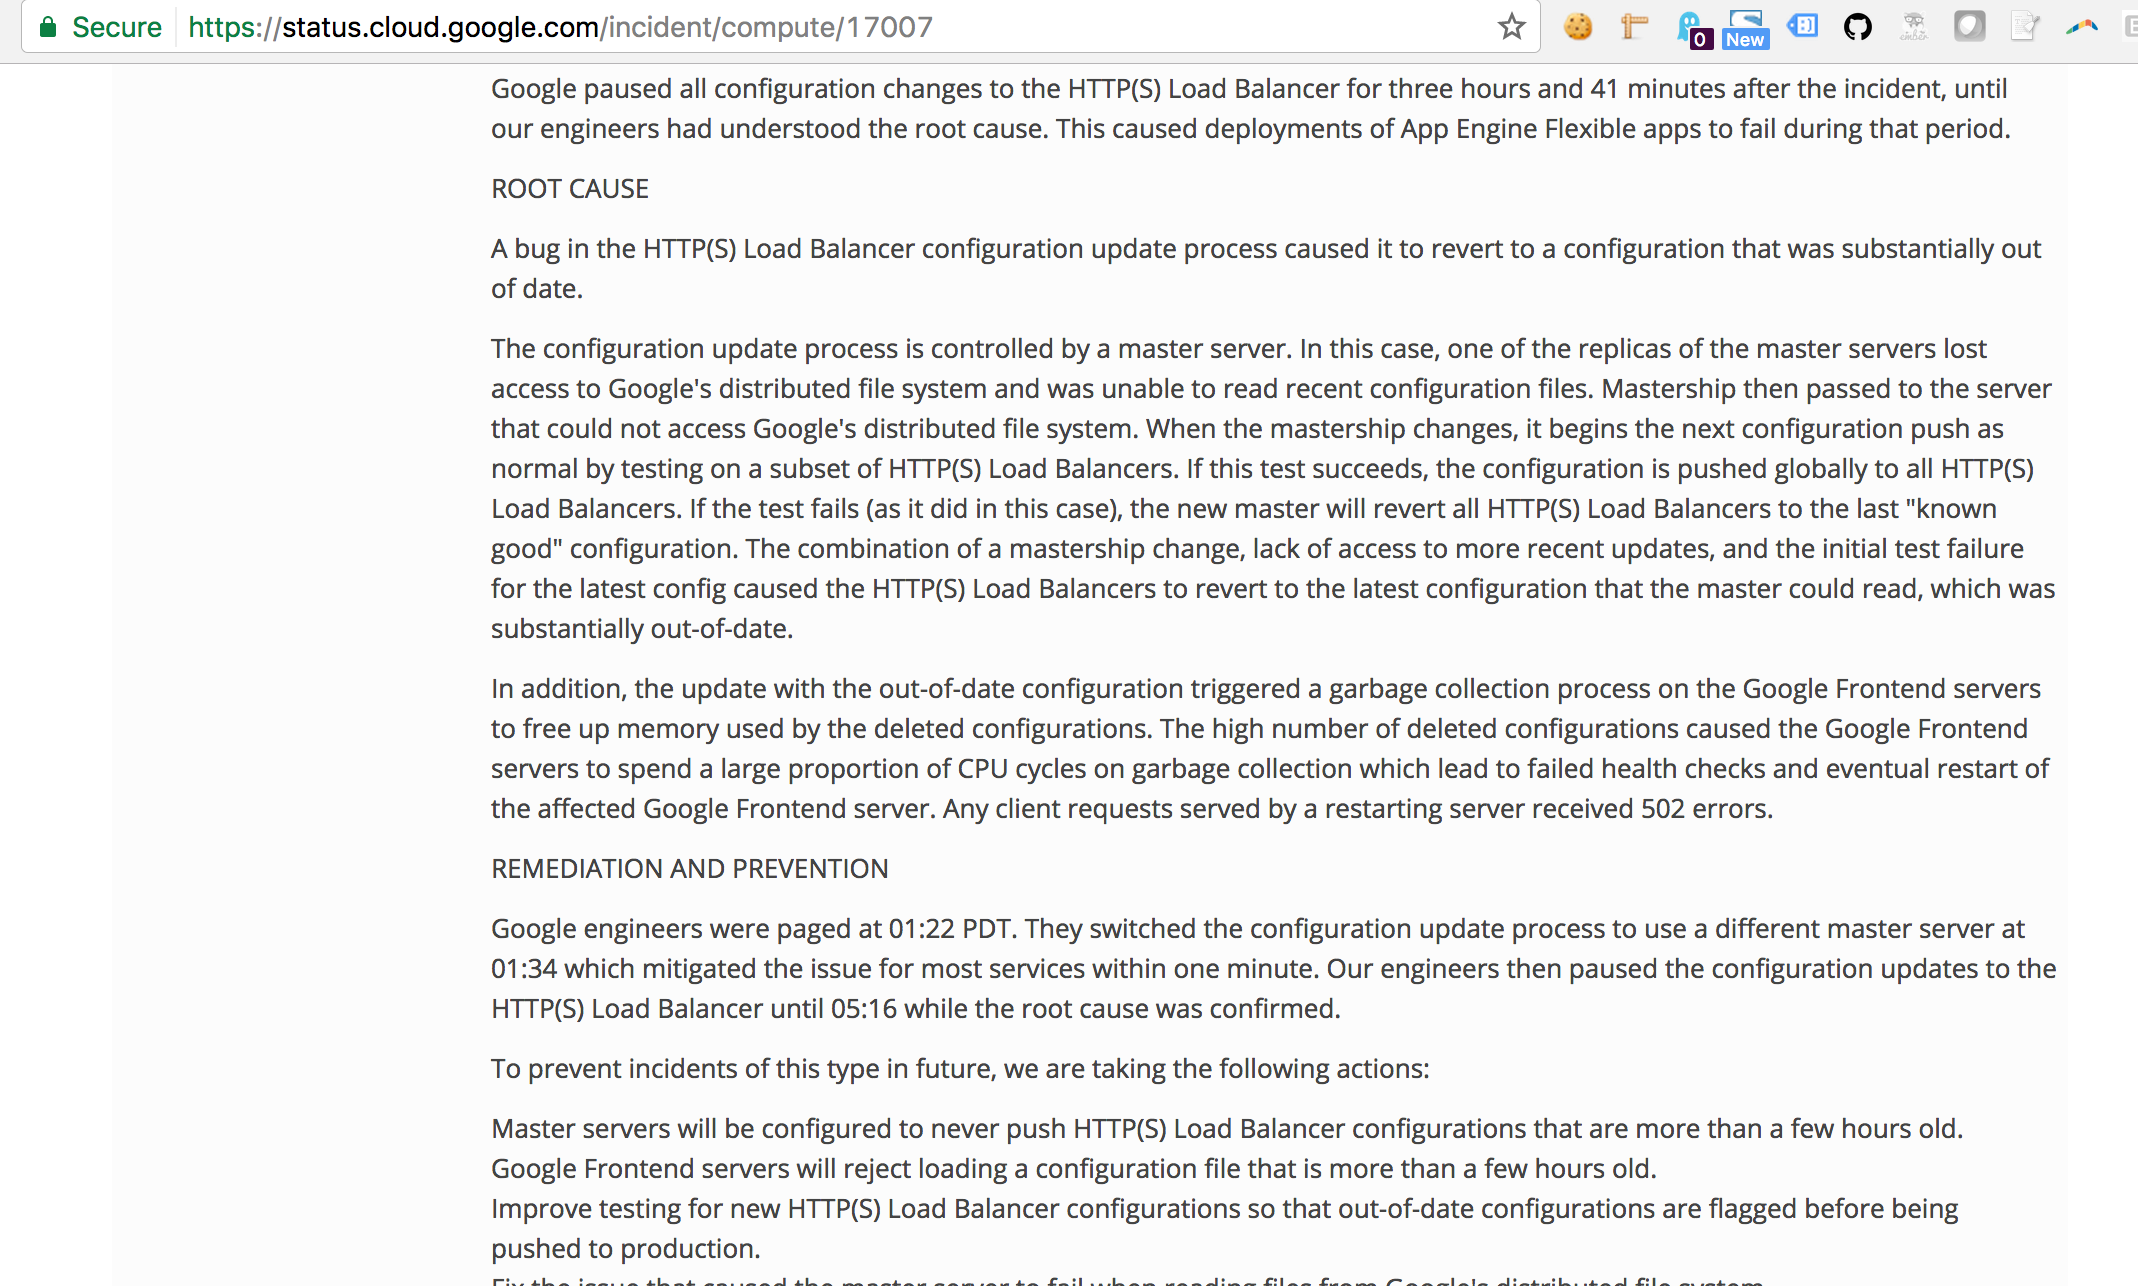 Secure https://status.cloud.google.com/incident/compute/17007
0
New
Google paused all configuration changes to the HTTP(S) Load Balancer for three hours and 41 minutes after the incident, until
our engineers had understood the root cause. This caused deployments of App Engine Flexible apps to fail during that period.
ROOT CAUSE
A bug in the HTTP(S) Load Balancer configuration update process caused it to revert to a configuration that was substantially out
of date.
The configuration update process is controlled by a master server. In this case, one of the replicas of the master servers lost
access to Google's distributed file system and was unable to read recent configuration files. Mastership then passed to the server
that could not access Google's distributed file system. When the mastership changes, it begins the next configuration push as
normal by testing on a subset of HTTP(S) Load Balancers. If this test succeeds, the configuration is pushed globally to all HTTP(S)
Load Balancers. If the test fails (as it did in this case), the new master will revert all HTTP(S) Load Balancers to the last "known
good" configuration. The combination of a mastership change, lack of access to more recent updates, and the initial test failure
for the latest config caused the HTTP(S) Load Balancers to revert to the latest configuration that the master could read, which was
substantially out-of-date.
In addition, the update with the out-of-date configuration triggered a garbage collection process on the Google Frontend servers
to free up memory used by the deleted configurations. The high number of deleted configurations caused the Google Frontend
servers to spend a large proportion of CPU cycles on garbage collection which lead to failed health checks and eventual restart of
the affected Google Frontend server. Any client requests served by a restarting server received 502 errors.
REMEDIATION AND PREVENTION
Google engineers were paged at 01:22 PDT. They switched the configuration update process to use a different master server at
01:34 which mitigated the issue for most services within one minute. Our engineers then paused the configuration updates to the
HTTP(S) Load Balancer until 05:16 while the root cause was confirmed.
To prevent incidents of this type in future, we are taking the following actions:
Master servers will be configured to never push HTTP(S) Load Balancer configurations that are more than a few hours old.
Google Frontend servers will reject loading a configuration file that is more than a few hours old.
Improve testing for new HTTP(S) Load Balancer configurations so that out-of-date configurations are flagged before being
pushed to production.
Fix the issue that caused the master server to fail when reading files from Google's distributed file system.